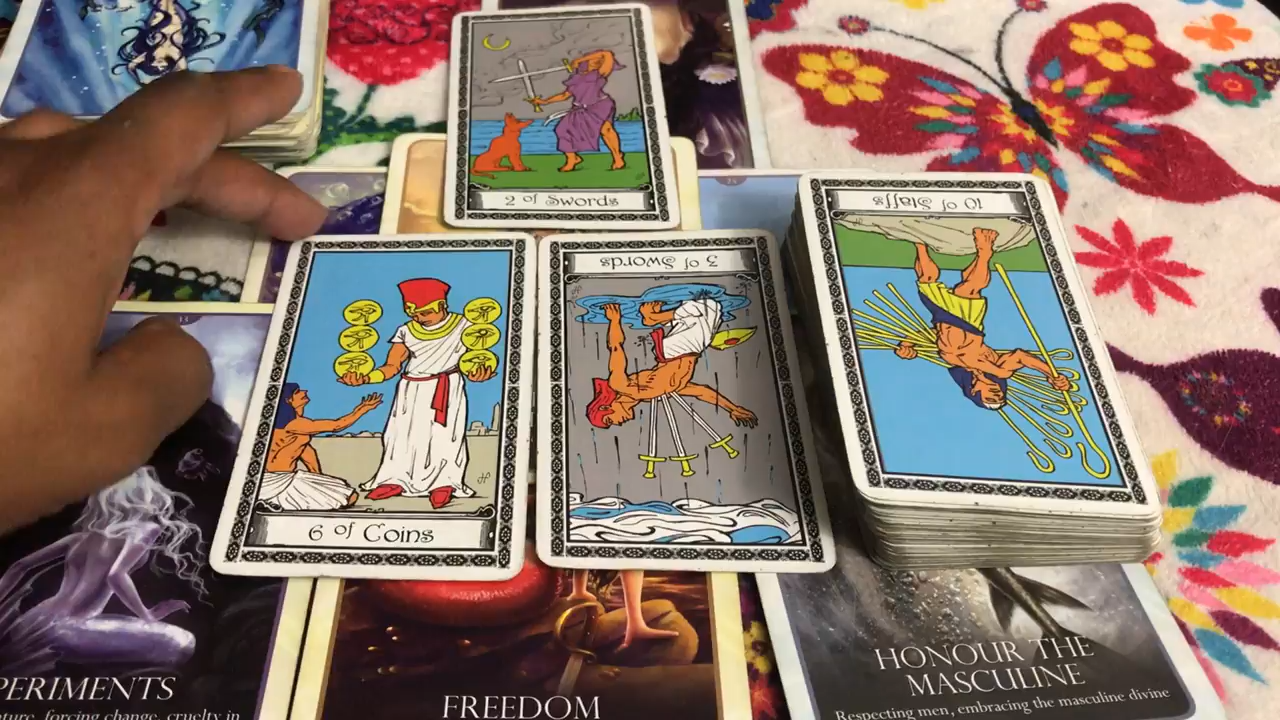 2 of Swords
10 of Staffs
3 of Swords
6 of Coins
PERIMENTS
ture, forcing change, cruelty in
FREEDOM
HONOUR THE
MASCULINE
Respecting men, embracing the masculine divine